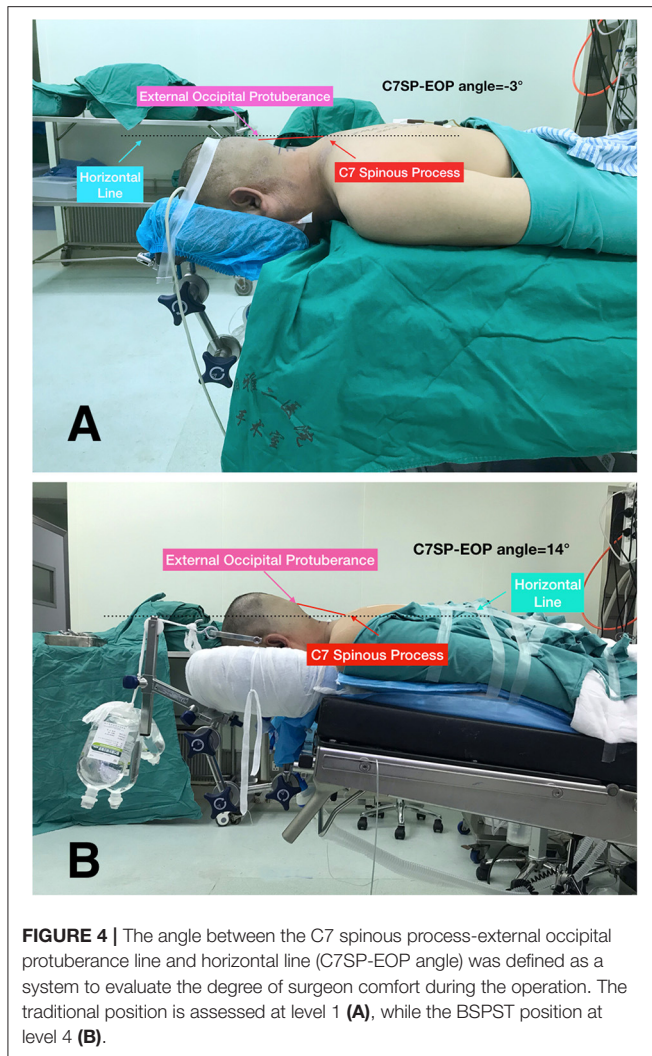 C7SP-EOP angle=-3°
External Occipital Protuberance
Horizontal
Line
C7 Spinous Process
A
手术室
C7SP-EOP angle=14°
External Occipital Protuberance
Horizontal
Line
C7 Spinous Process
B
FIGURE 4 | The angle between the C7 spinous process-external occipital
protuberance line and horizontal line (C7SP-EOP angle) was defined as a
system to evaluate the degree of surgeon comfort during the operation. The
traditional position is assessed at level 1 (A), while the BSPST position at
level 4 (B).